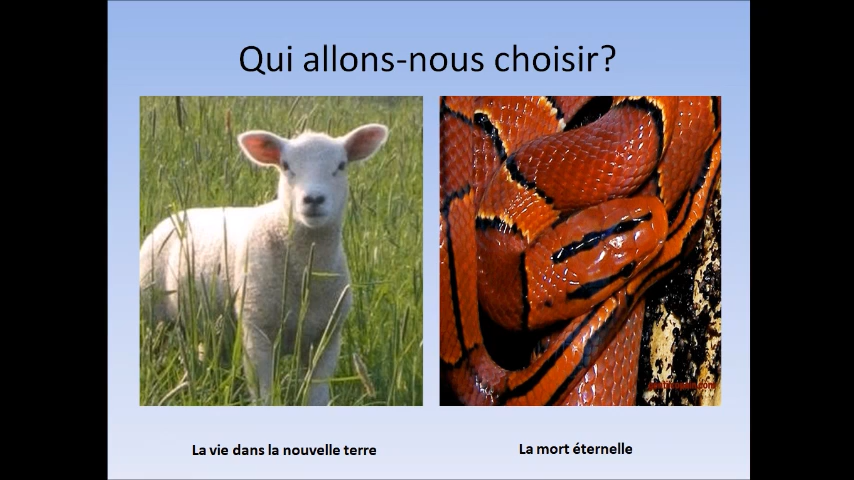 Qui allons-nous choisir?
La vie dans la nouvelle terre
La mort éternelle